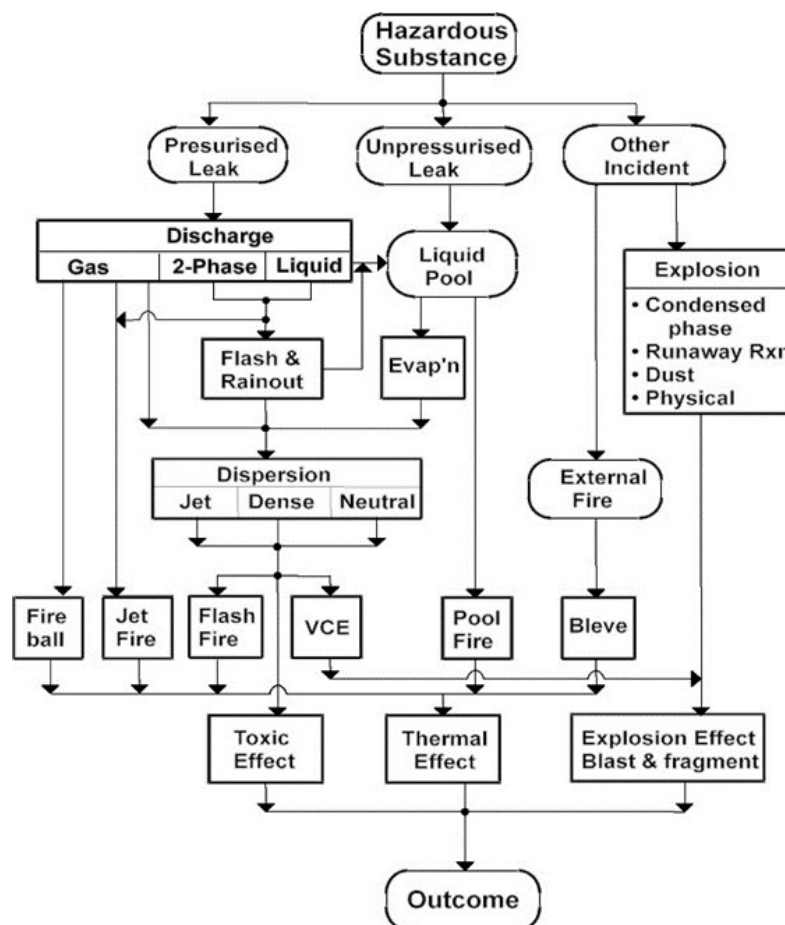 Hazardous
Substance
Presurised
Leak
Unpressurised
Leak
Other
Incident
Discharge
Gas 2-Phase Liquid
Liquid
Pool
Explosion
• Condensed
phase
• Runaway Rxn
• Dust
• Physical
Flash &
Rainout
Evap'n
Dispersion
Jet Dense Neutral
External
Fire
Fire
ball
Jet
Fire
Flash
Fire
VCE
Pool
Fire
Bleve
Toxic
Effect
Thermal
Effect
Explosion Effect
Blast & fragment
Outcome